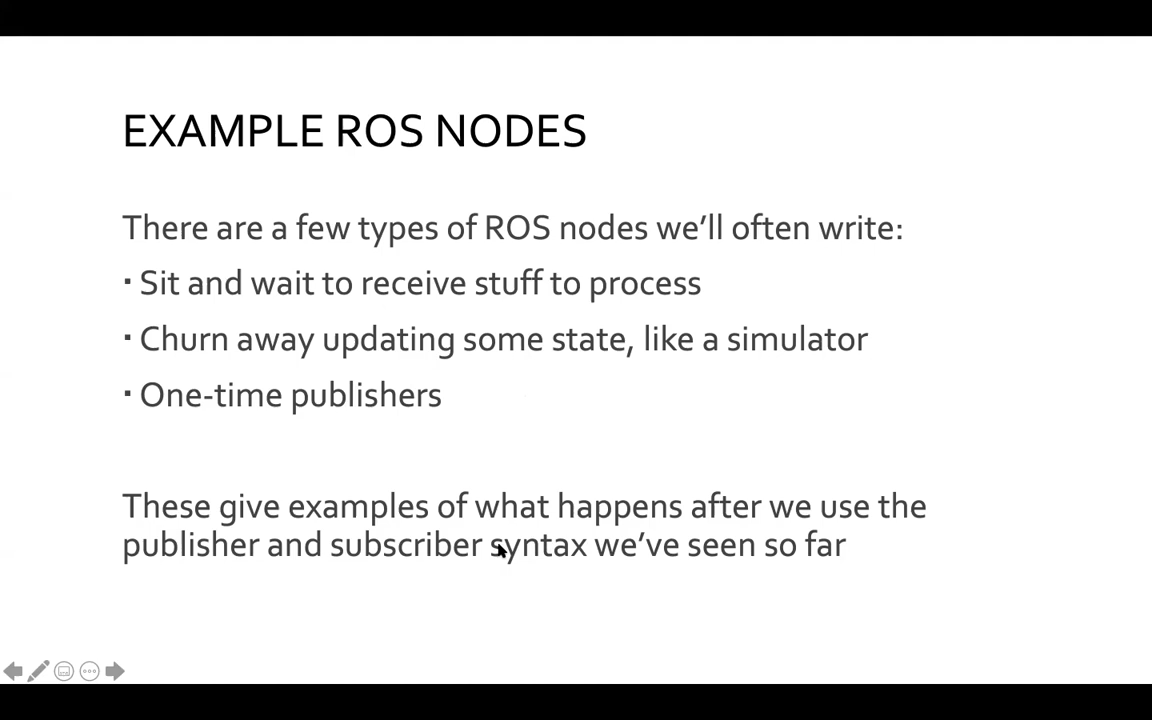 EXAMPLE ROS NODES
There are a few types of ROS nodes we’ll often write:
▪ Sit and wait to receive stuff to process
▪ Churn away updating some state, like a simulator
▪ One-time publishers
These give examples of what happens after we use the
publisher and subscriber syntax we’ve seen so far